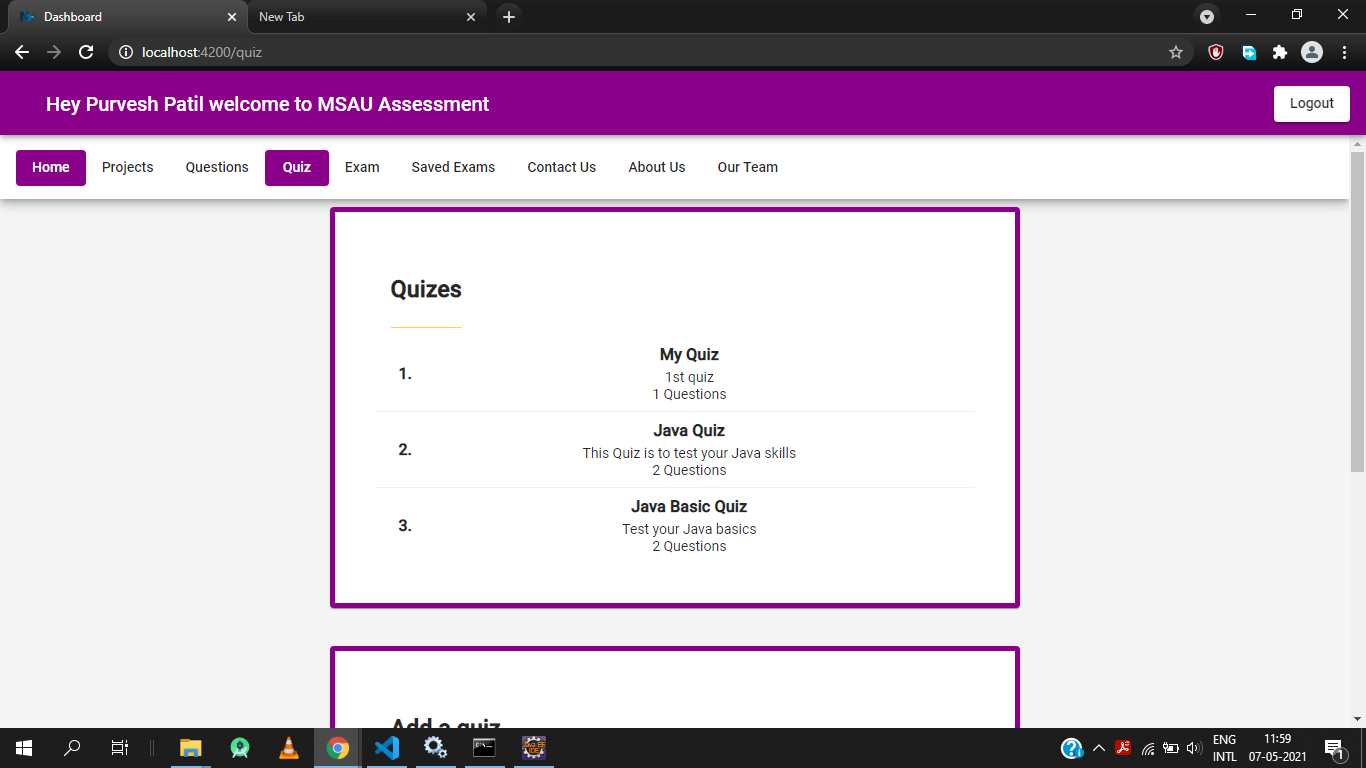 Dashboard
New Tab
localhost:4200/quiz
Hey Purvesh Patil welcome to MSAU Assessment
Logout
Home Projects Questions Quiz Exam Saved Exams Contact Us About Us Our Team
Quizes
1.
My Quiz
1st quiz
1 Questions
2.
Java Quiz
This Quiz is to test your Java skills
2 Questions
3.
Java Basic Quiz
Test your Java basics
2 Questions
Add a quiz
ENG
INTL
11:59
07-05-2021
1